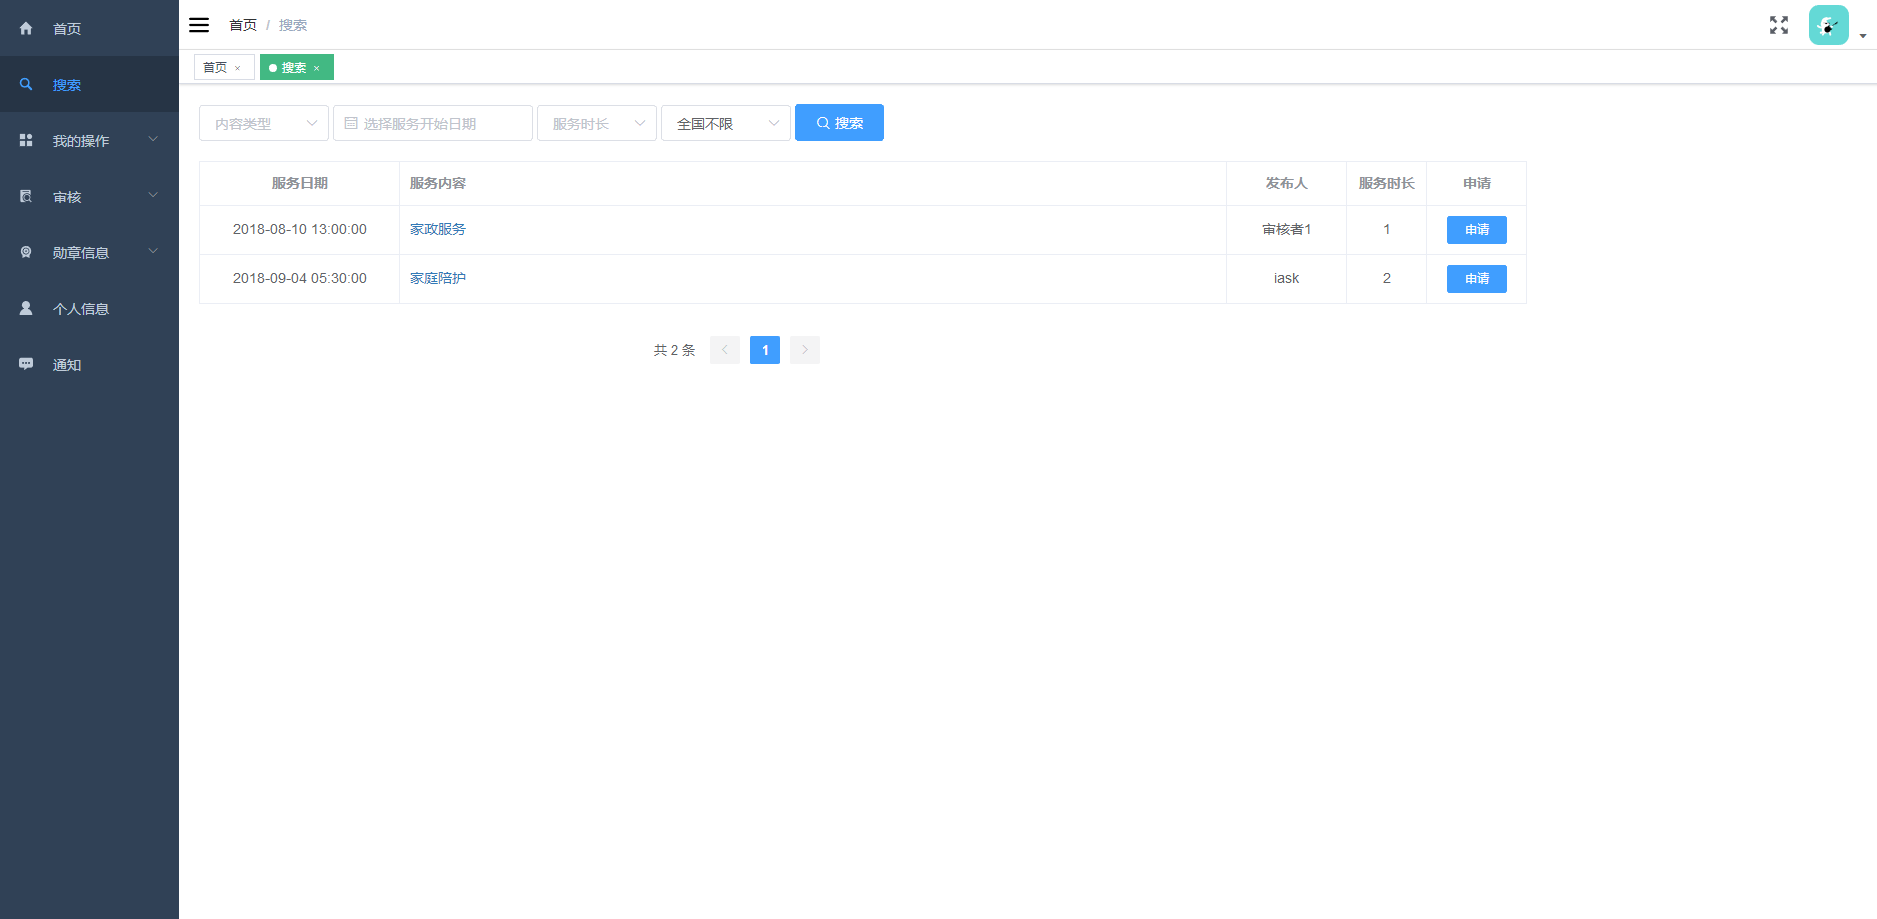 首页
搜索
我的操作
审核
勋章信息
个人信息
通知
首页 / 搜索
首页 × 搜索 ×
内容类型 选择服务开始日期 服务时长 全国不限 搜索
服务日期 服务内容 发布人 服务时长 申请
2018-08-10 13:00:00 家政服务 审核者1 1 申请
2018-09-04 05:30:00 家庭陪护 iask 2 申请
共 2 条 1